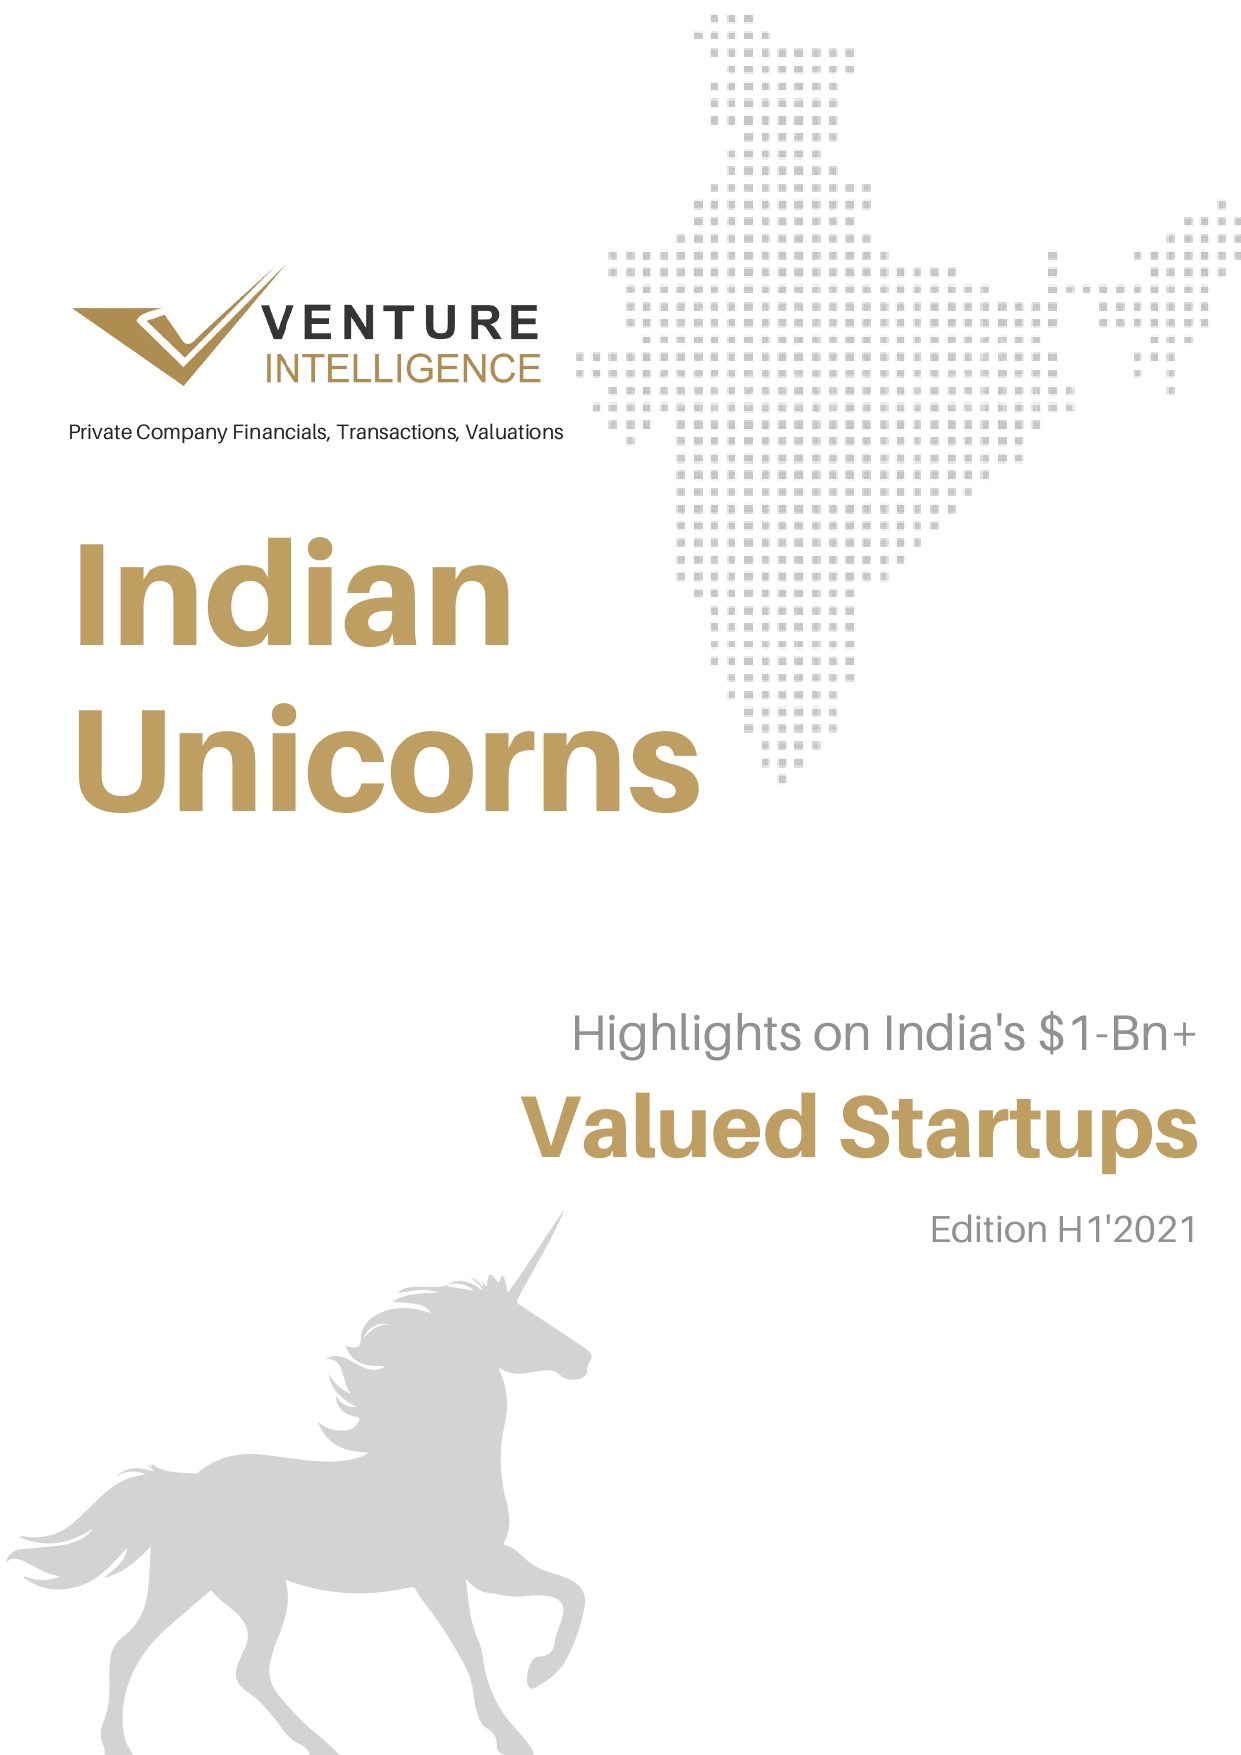 VENTURE
INTELLIGENCE
Private Company Financials, Transactions, Valuations
Indian
Unicorns
Highlights on India's $1-Bn+
Valued Startups
Edition H1'2021